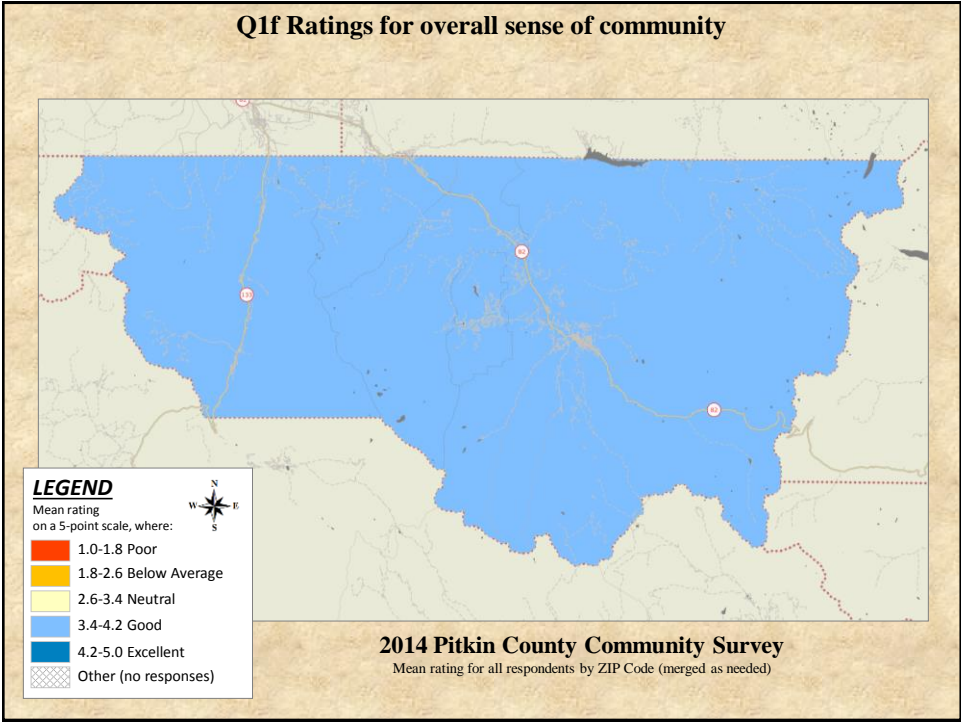 Q1f Ratings for overall sense of community
82
133
82
LEGEND
Mean rating
on a 5-point scale, where:
N
W E
S
1.0-1.8 Poor
1.8-2.6 Below Average
2.6-3.4 Neutral
3.4-4.2 Good
4.2-5.0 Excellent
Other (no responses)
2014 Pitkin County Community Survey
Mean rating for all respondents by ZIP Code (merged as needed)